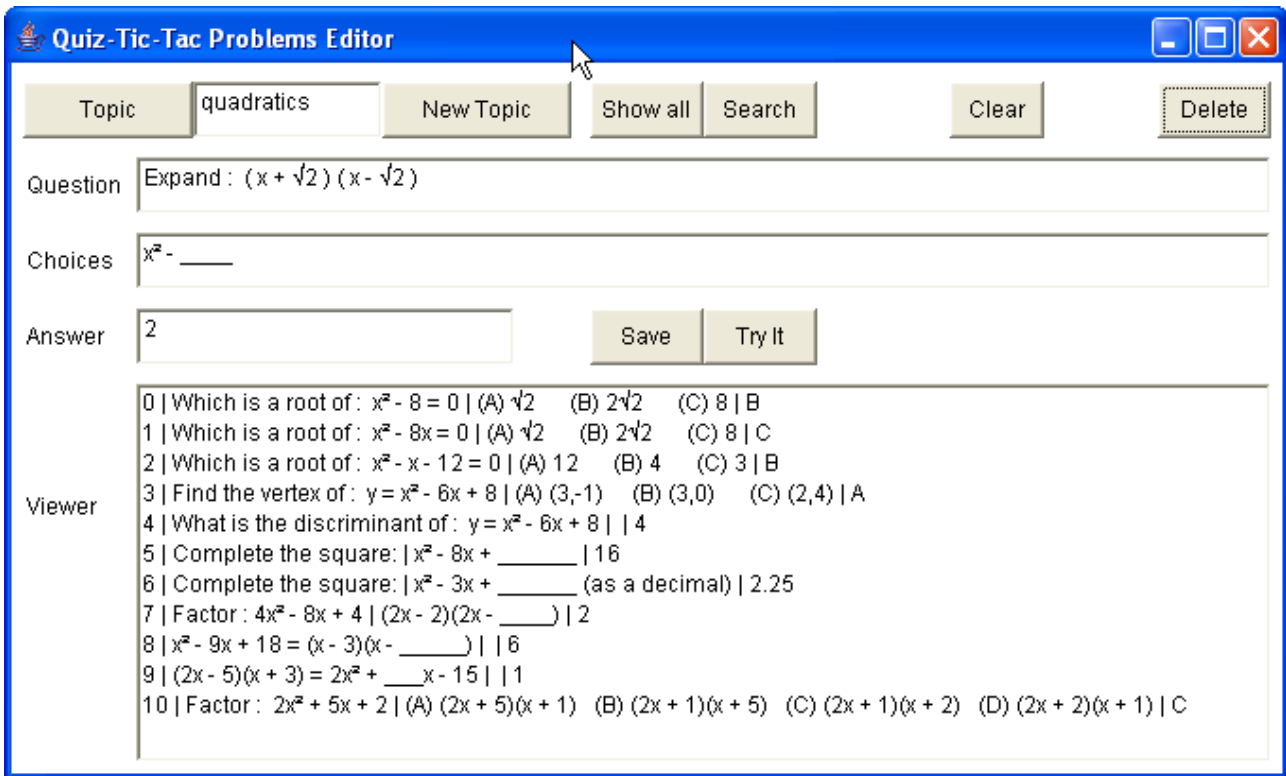 Quiz-Tic-Tac Problems Editor
Topic quadratics New Topic Show all Search Clear Delete
Question Expand : ( x + √2 ) ( x - √2 )
Choices x² - _____
Answer 2 Save Try It
Viewer
0 | Which is a root of : x² - 8 = 0 | (A) √2 (B) 2√2 (C) 8 | B
1 | Which is a root of : x² - 8x = 0 | (A) √2 (B) 2√2 (C) 8 | C
2 | Which is a root of : x² - x - 12 = 0 | (A) 12 (B) 4 (C) 3 | B
3 | Find the vertex of : y = x² - 6x + 8 | (A) (3,-1) (B) (3,0) (C) (2,4) | A
4 | What is the discriminant of : y = x² - 6x + 8 | | 4
5 | Complete the square: | x² - 8x + _______ | 16
6 | Complete the square: | x² - 3x + _______ (as a decimal) | 2.25
7 | Factor : 4x² - 8x + 4 | (2x - 2)(2x - _____) | 2
8 | x² - 9x + 18 = (x - 3)(x - ______) | | 6
9 | (2x - 5)(x + 3) = 2x² + ___x - 15 | | 1
10 | Factor : 2x² + 5x + 2 | (A) (2x + 5)(x + 1) (B) (2x + 1)(x + 5) (C) (2x + 1)(x + 2) (D) (2x + 2)(x + 1) | C